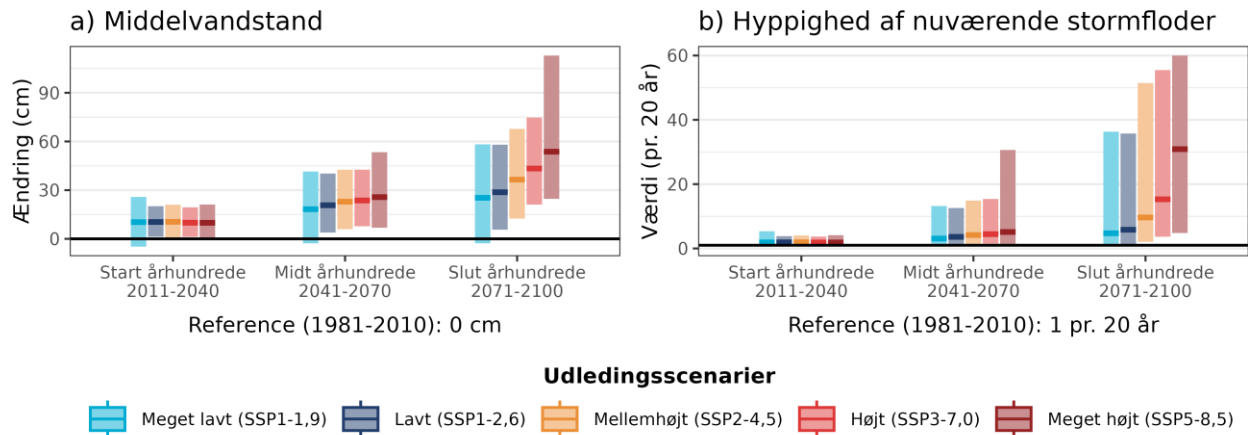 a) Middelvandstand
Ændring (cm)
90
60
30
0
Start århundrede
2011-2040
Midt århundrede
2041-2070
Slut århundrede
2071-2100
Reference (1981-2010): 0 cm
b) Hyppighed af nuværende stormfloder
Værdi (pr. 20 år)
60
40
20
0
Start århundrede
2011-2040
Midt århundrede
2041-2070
Slut århundrede
2071-2100
Reference (1981-2010): 1 pr. 20 år
Udledingsscenarier
Meget lavt (SSP1-1,9)
Lavt (SSP1-2,6)
Mellemhøjt (SSP2-4,5)
Højt (SSP3-7,0)
Meget højt (SSP5-8,5)